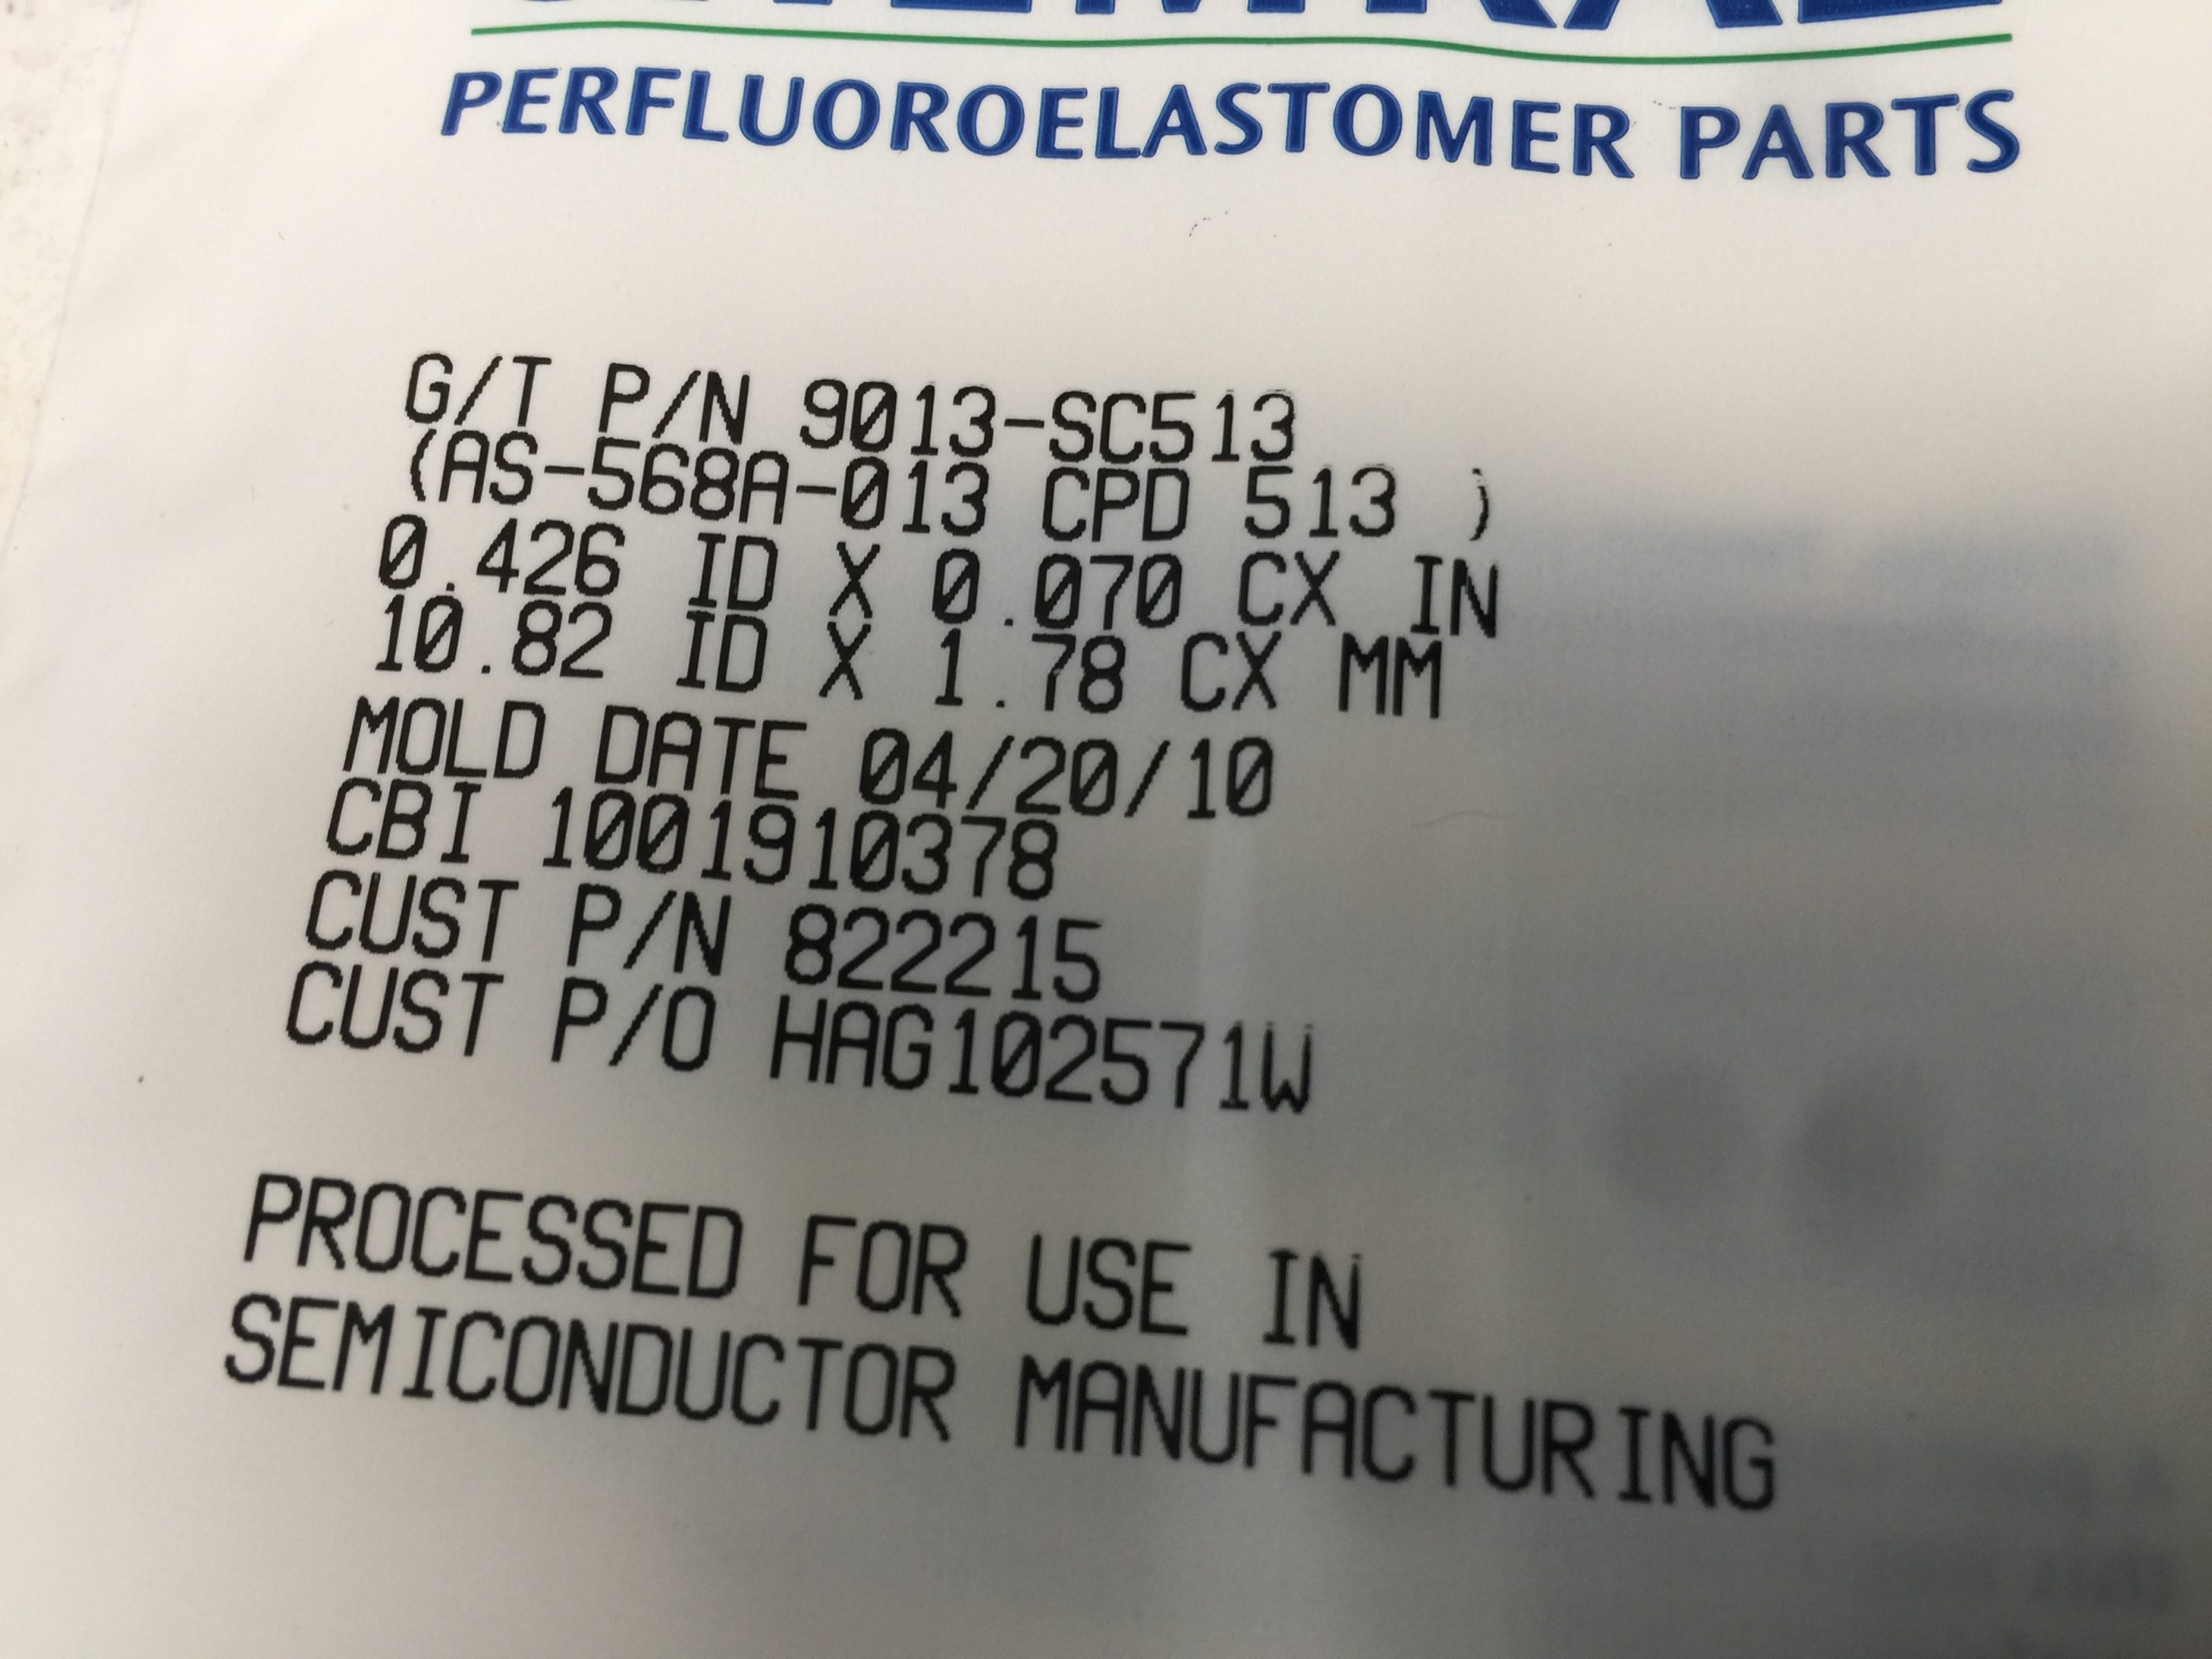 PERFLUOROELASTOMER PARTS
G/T P/N 9013-SC513
(AS-568A-013 CPD 513 )
0.426 ID X 0.070 CX IN
10.82 ID X 1.78 CX MM
MOLD DATE 04/20/10
CBI 1001910378
CUST P/N 822215
CUST P/O HAG102571W
PROCESSED FOR USE IN
SEMICONDUCTOR MANUFACTURING